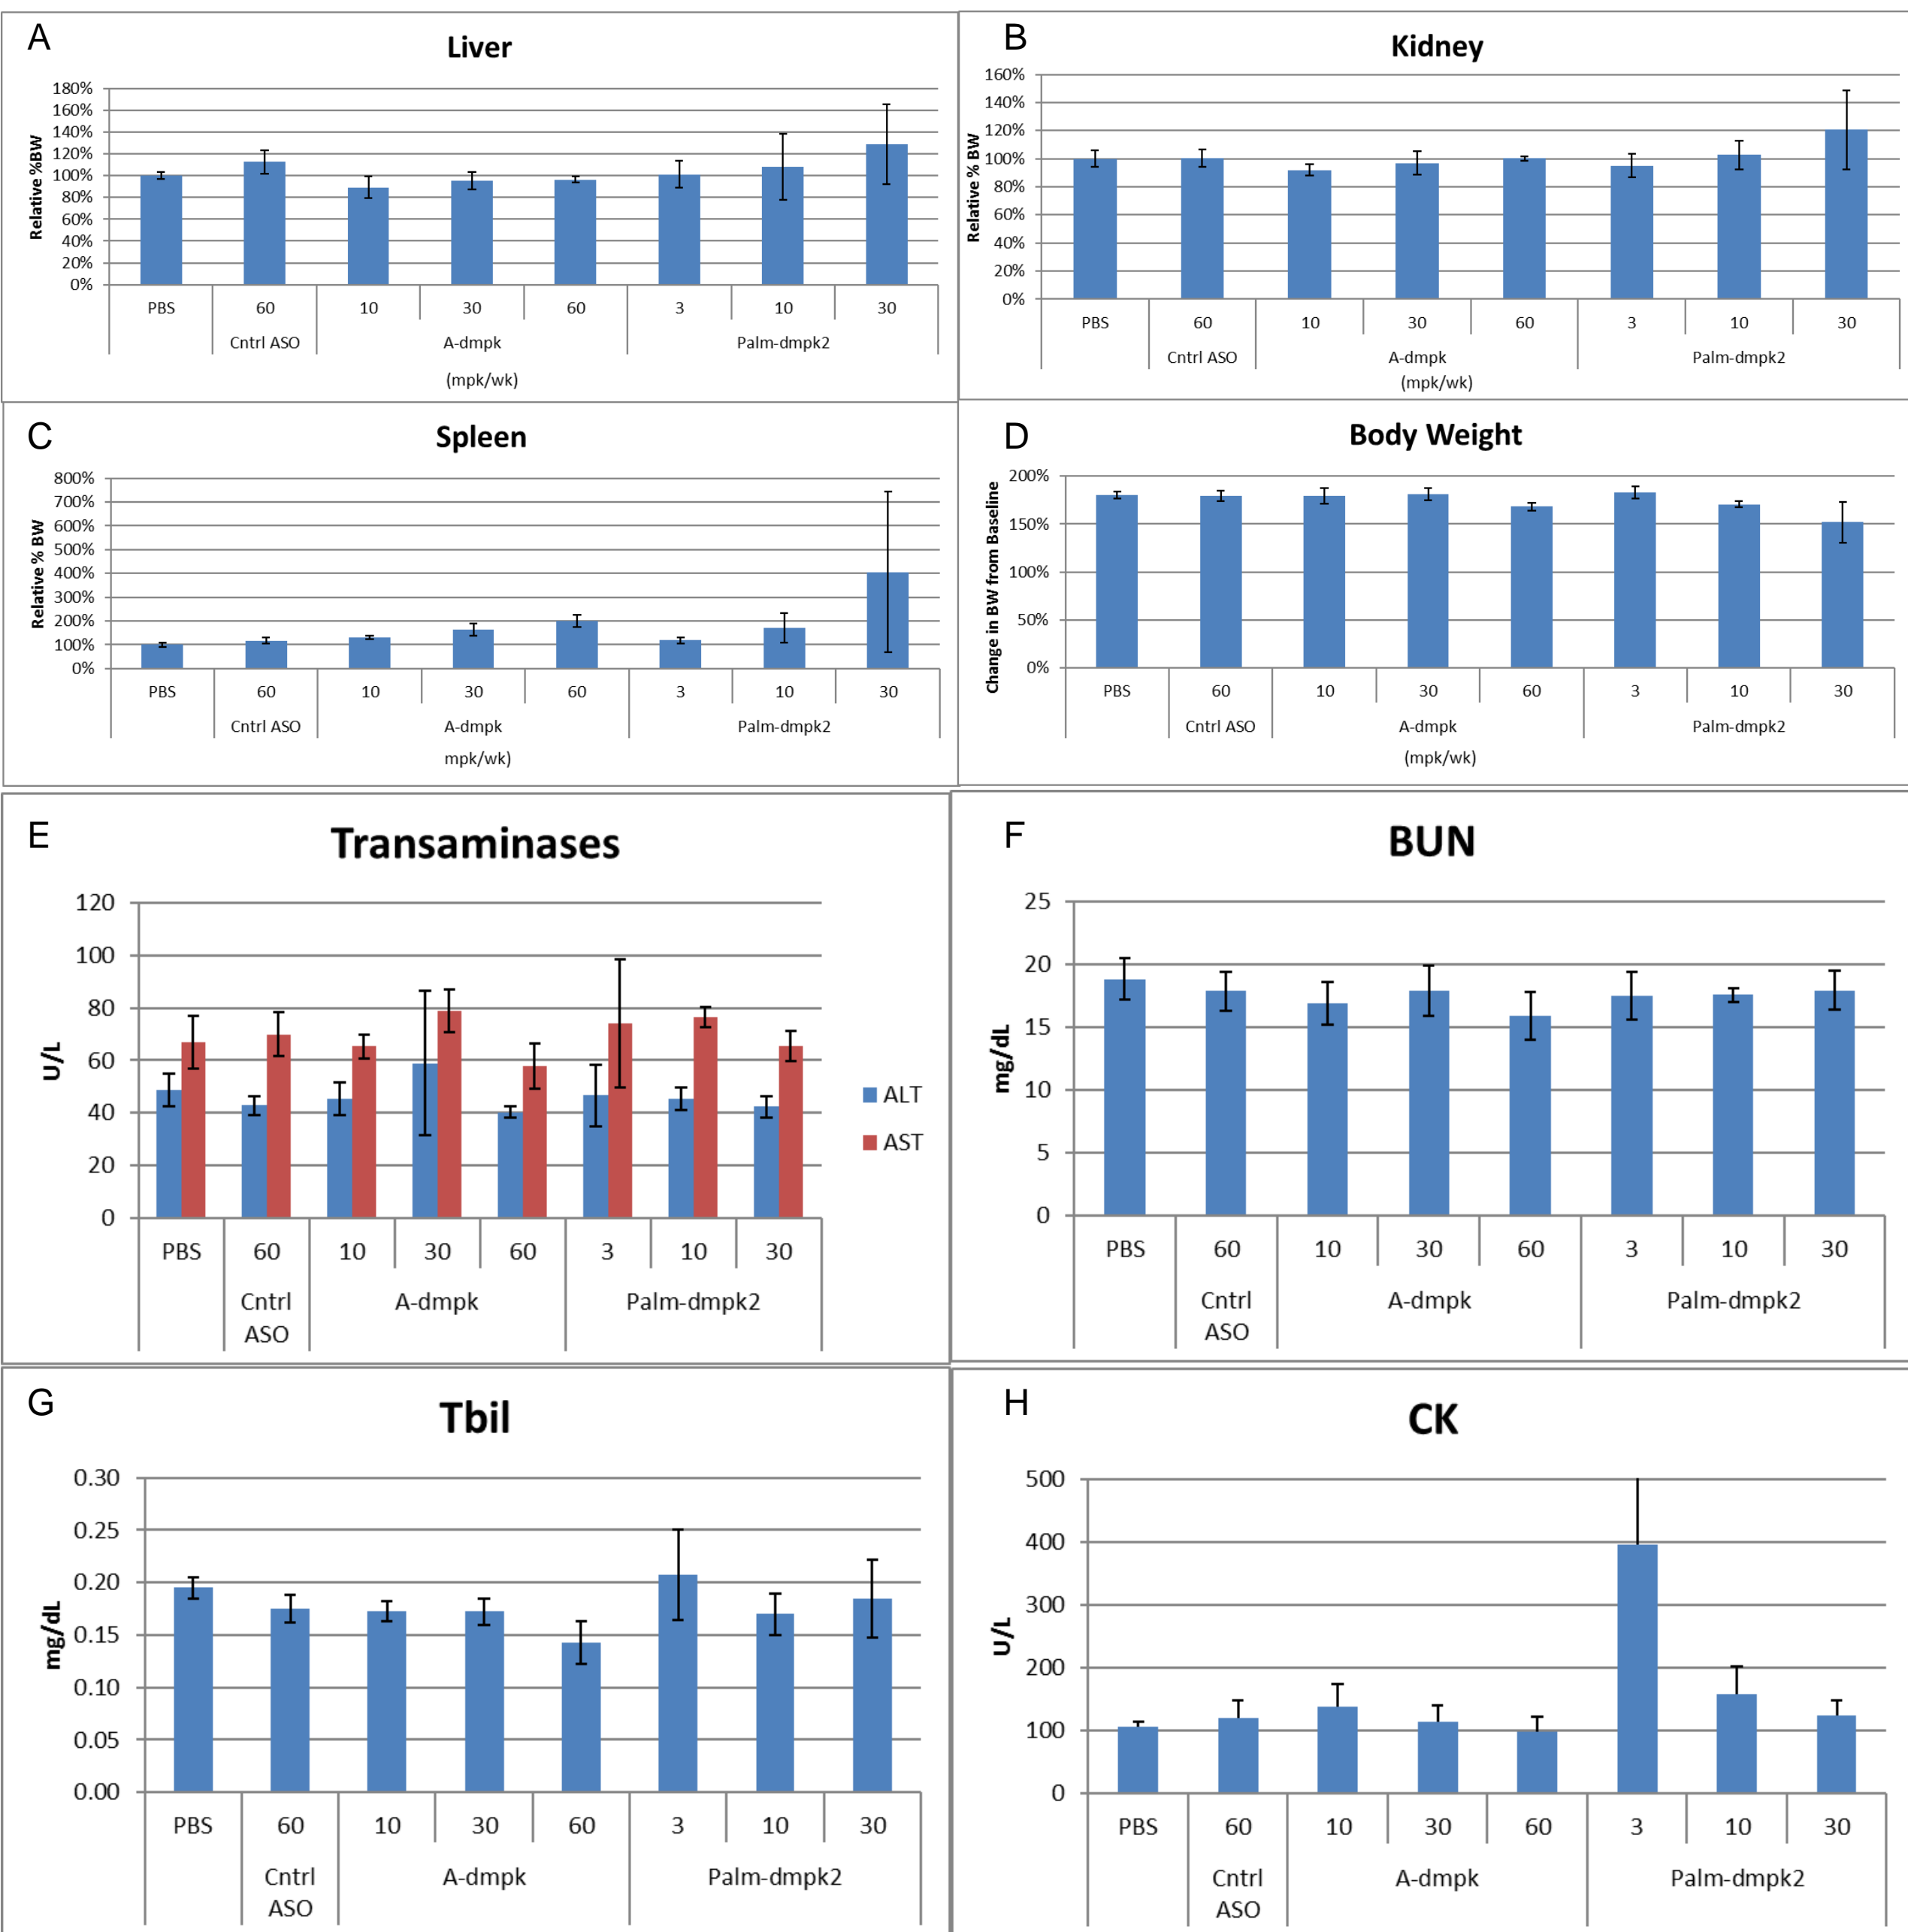 A
Liver
Relative %BW
180%
160%
140%
120%
100%
80%
60%
40%
20%
0%
PBS 60 10 30 60 3 10 30
Cntrl ASO A-dmpk Palm-dmpk2
(mpk/wk)
B
Kidney
Relative % BW
160%
140%
120%
100%
80%
60%
40%
20%
0%
PBS 60 10 30 60 3 10 30
Cntrl ASO A-dmpk Palm-dmpk2
(mpk/wk)
C
Spleen
Relative % BW
800%
700%
600%
500%
400%
300%
200%
100%
0%
PBS 60 10 30 60 3 10 30
Cntrl ASO A-dmpk Palm-dmpk2
mpk/wk)
D
Body Weight
Change in BW from Baseline
200%
150%
100%
50%
0%
PBS 60 10 30 60 3 10 30
Cntrl ASO A-dmpk Palm-dmpk2
(mpk/wk)
E
Transaminases
U/L
120
100
80
60
40
20
0
PBS 60 10 30 60 3 10 30
Cntrl
ASO
A-dmpk Palm-dmpk2
ALT
AST
F
BUN
mg/dL
25
20
15
10
5
0
PBS 60 10 30 60 3 10 30
Cntrl
ASO
A-dmpk Palm-dmpk2
G
Tbil
mg/dL
0.30
0.25
0.20
0.15
0.10
0.05
0.00
PBS 60 10 30 60 3 10 30
Cntrl
ASO
A-dmpk Palm-dmpk2
H
CK
U/L
500
400
300
200
100
0
PBS 60 10 30 60 3 10 30
Cntrl
ASO
A-dmpk Palm-dmpk2